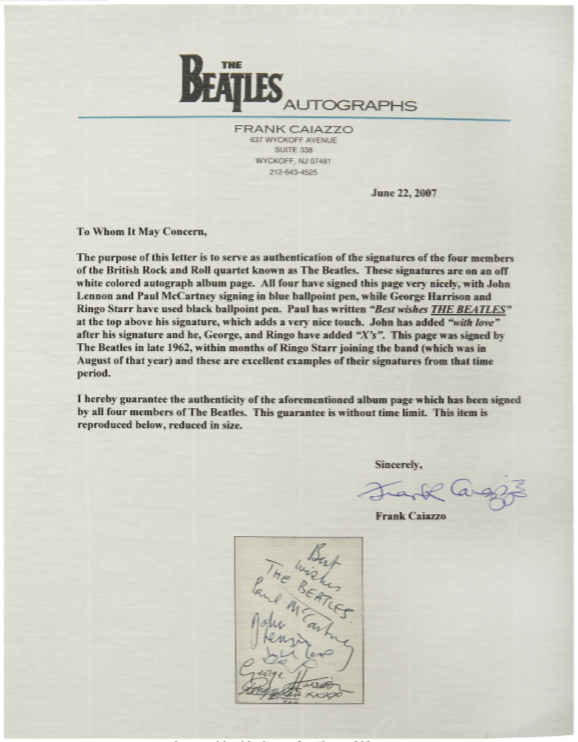 THE
BEATLES AUTOGRAPHS
FRANK CAIAZZO
637 WYCKOFF AVENUE
SUITE 338
WYCKOFF, NJ 07481
212-643-4525
June 22, 2007
To Whom It May Concern,
The purpose of this letter is to serve as authentication of the signatures of the four members
of the British Rock and Roll quartet known as The Beatles. These signatures are on an off
white colored autograph album page. All four have signed this page very nicely, with John
Lennon and Paul McCartney signing in blue ballpoint pen, while George Harrison and
Ringo Starr have used black ballpoint pen. Paul has written “Best wishes THE BEATLES”
at the top above his signature, which adds a very nice touch. John has added “with love”
after his signature and he, George, and Ringo have added “X’s”. This page was signed by
The Beatles in late 1962, within months of Ringo Starr joining the band (which was in
August of that year) and these are excellent examples of their signatures from that time
period.
I hereby guarantee the authenticity of the aforementioned album page which has been signed
by all four members of The Beatles. This guarantee is without time limit. This item is
reproduced below, reduced in size.
Sincerely,
Frank Caiazzo
Frank Caiazzo
Best
wishes
THE BEATLES
Paul McCartney
John
George Harrison